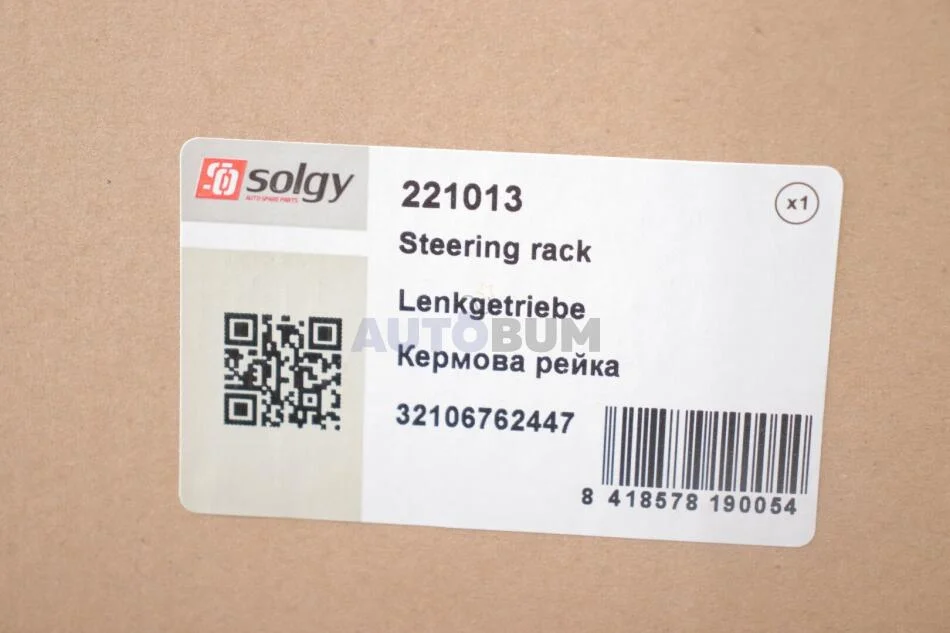 solgy
AUTO SPARE PARTS
221013
x1
Steering rack
Lenkgetriebe
AUTOBUM
Кермова рейка
32106762447
8 418578 190054